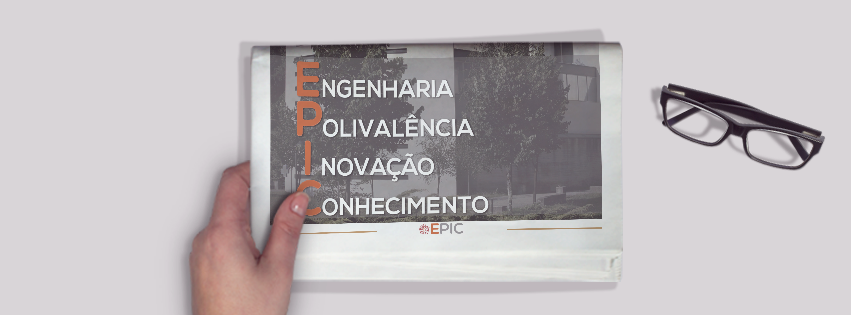 ENGENHARIA
POLIVALÊNCIA
INOVAÇÃO
CONHECIMENTO
EPIC